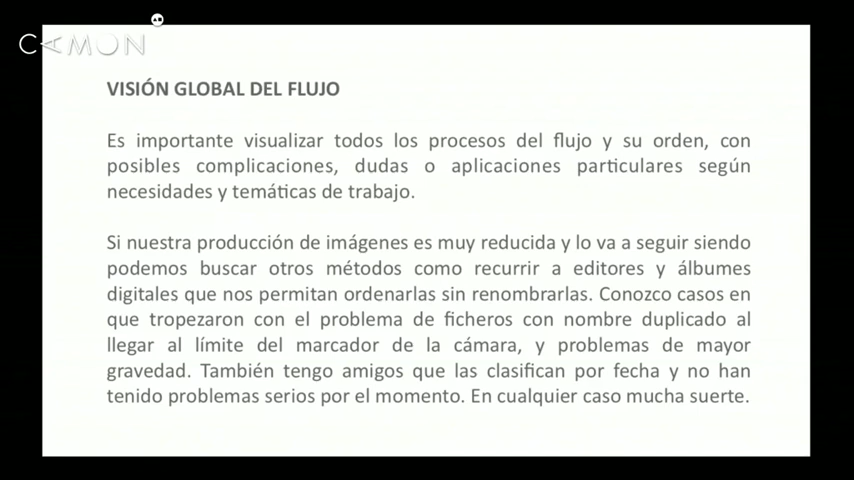 CAMON
VISIÓN GLOBAL DEL FLUJO
Es importante visualizar todos los procesos del flujo y su orden, con
posibles complicaciones, dudas o aplicaciones particulares según
necesidades y temáticas de trabajo.
Si nuestra producción de imágenes es muy reducida y lo va a seguir siendo
podemos buscar otros métodos como recurrir a editores y álbumes
digitales que nos permitan ordenarlas sin renombrarlas. Conozco casos en
que tropezaron con el problema de ficheros con nombre duplicado al
llegar al límite del marcador de la cámara, y problemas de mayor
gravedad. También tengo amigos que las clasifican por fecha y no han
tenido problemas serios por el momento. En cualquier caso mucha suerte.